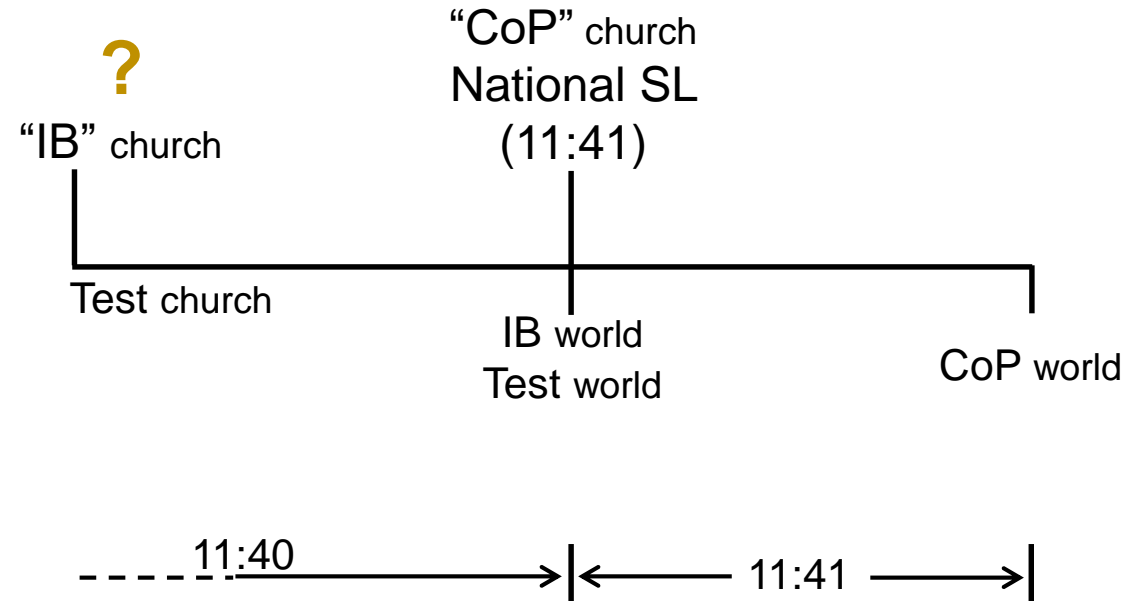 ?
“IB” church
“CoP” church
National SL
(11:41)
Test church
IB world
Test world
CoP world
11:40
11:41